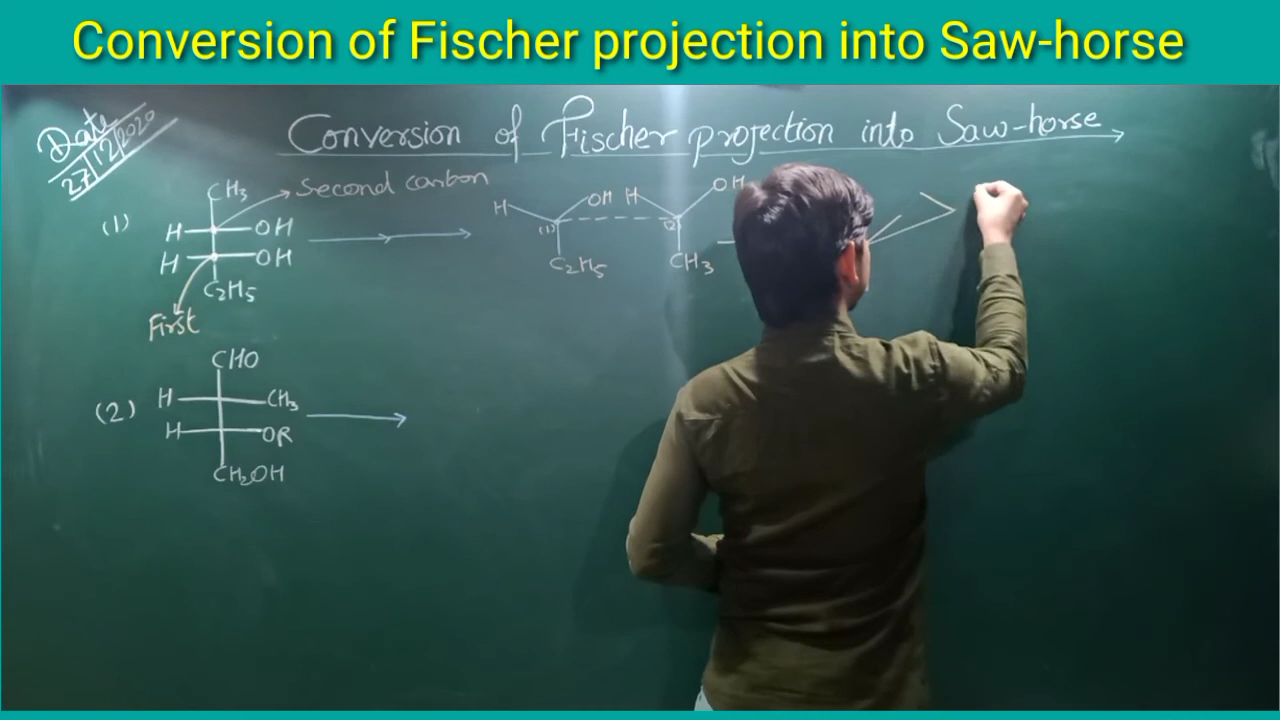 Conversion of Fischer projection into Saw-horse
Date
27/12/2020
Conversion of Fischer projection into Saw-horse
(1)
CH3
Second carbon
H OH
H OH
C2H5
First
H OH H OH
(1) (2)
C2H5 CH3
(2)
CHO
H CH3
H OR
CH2OH